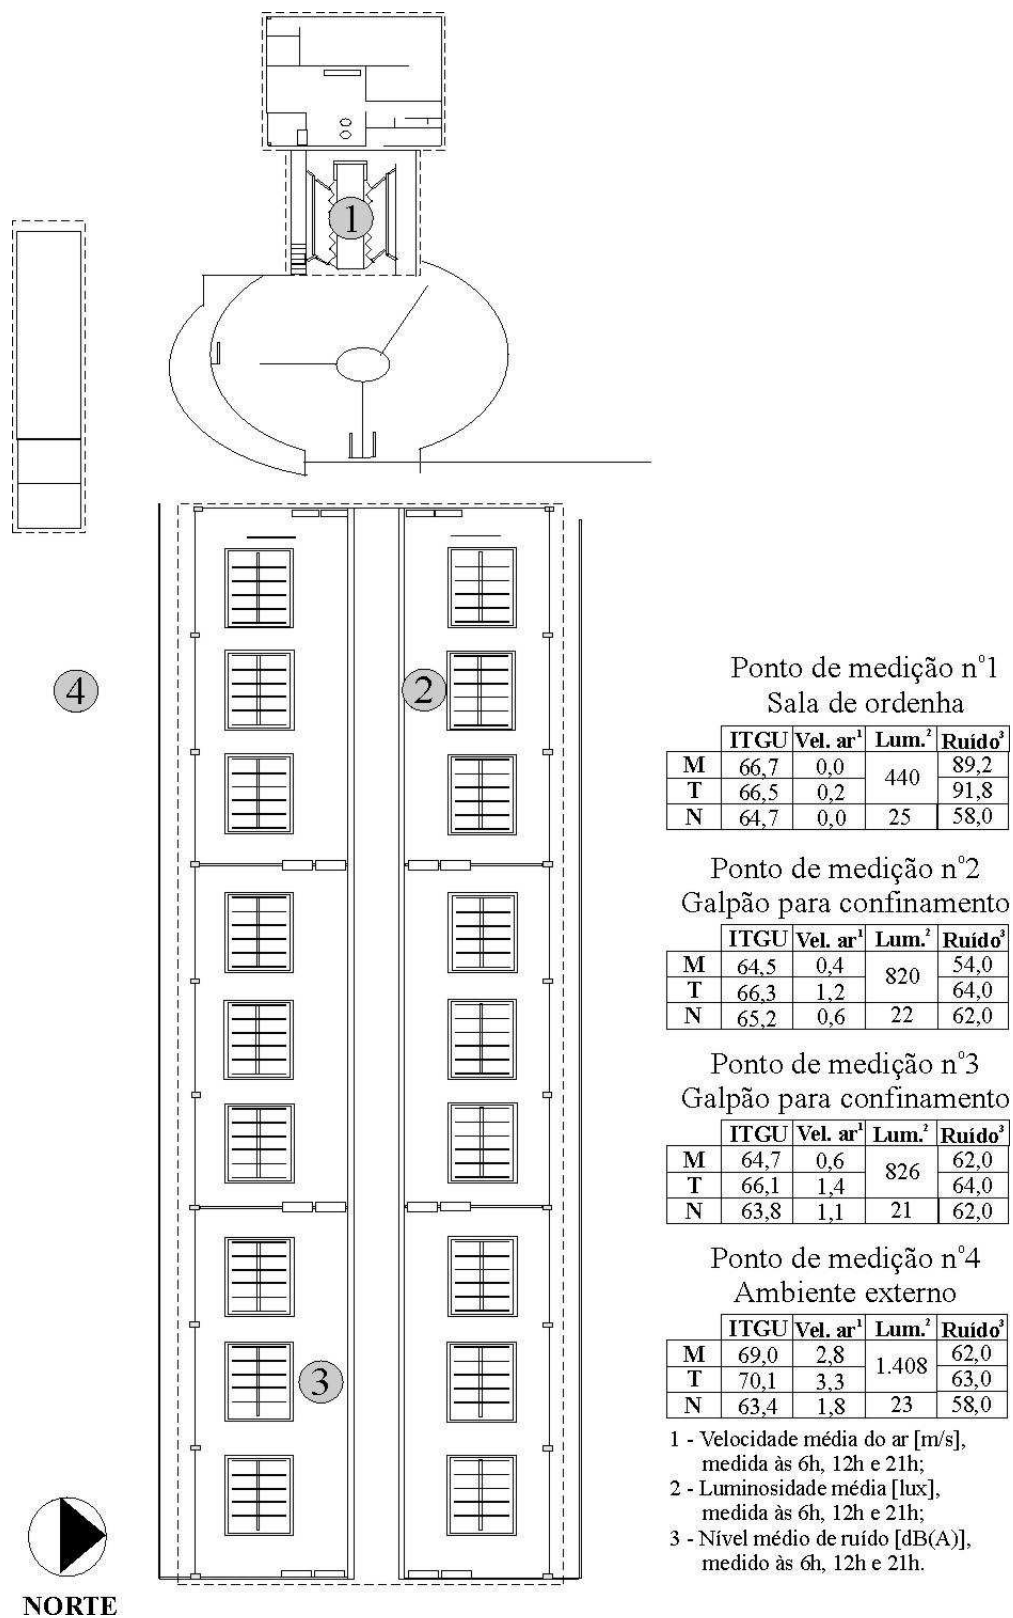 1
4
2
3
NORTE
Ponto de medição nº1
Sala de ordenha
ITGU Vel. ar¹ Lum.² Ruído³
M 66,7 0,0 440 89,2
T 66,5 0,2 91,8
N 64,7 0,0 25 58,0
Ponto de medição nº2
Galpão para confinamento
ITGU Vel. ar¹ Lum.² Ruído³
M 64,5 0,4 820 54,0
T 66,3 1,2 64,0
N 65,2 0,6 22 62,0
Ponto de medição nº3
Galpão para confinamento
ITGU Vel. ar¹ Lum.² Ruído³
M 64,7 0,6 826 62,0
T 66,1 1,4 64,0
N 63,8 1,1 21 62,0
Ponto de medição nº4
Ambiente externo
ITGU Vel. ar¹ Lum.² Ruído³
M 69,0 2,8 1.408 62,0
T 70,1 3,3 63,0
N 63,4 1,8 23 58,0
1 - Velocidade média do ar [m/s],
medida às 6h, 12h e 21h;
2 - Luminosidade média [lux],
medida às 6h, 12h e 21h;
3 - Nível médio de ruído [dB(A)],
medido às 6h, 12h e 21h.